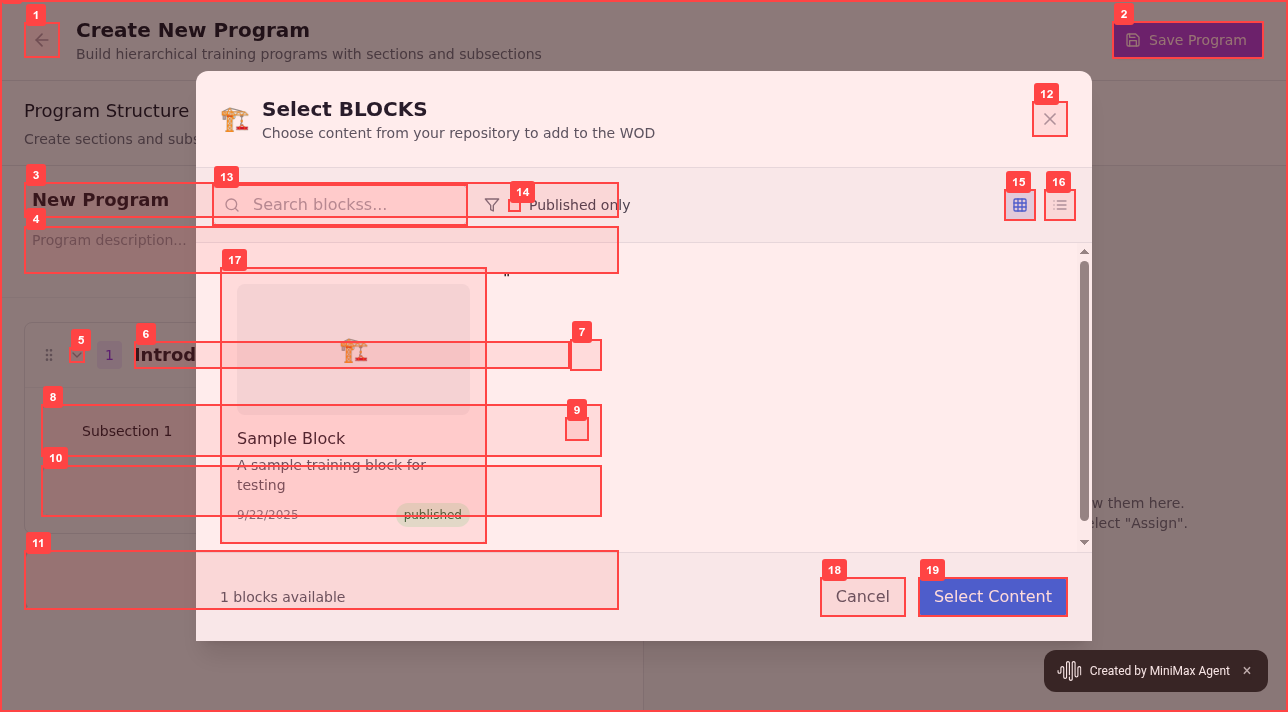 1
2
Create New Program
Build hierarchical training programs with sections and subsections
Save Program
Program Structure
Create sections and subs
Select BLOCKS
Choose content from your repository to add to the WOD
12
3
New Program
4
Program description...
13
Search blockss...
14
Published only
15
16
17
"
5
1
6
Introd
7
8
Subsection 1
9
10
11
Sample Block
A sample training block for
testing
9/22/2025
published
w them here.
elect "Assign".
1 blocks available
18
Cancel
19
Select Content
Created by MiniMax Agent